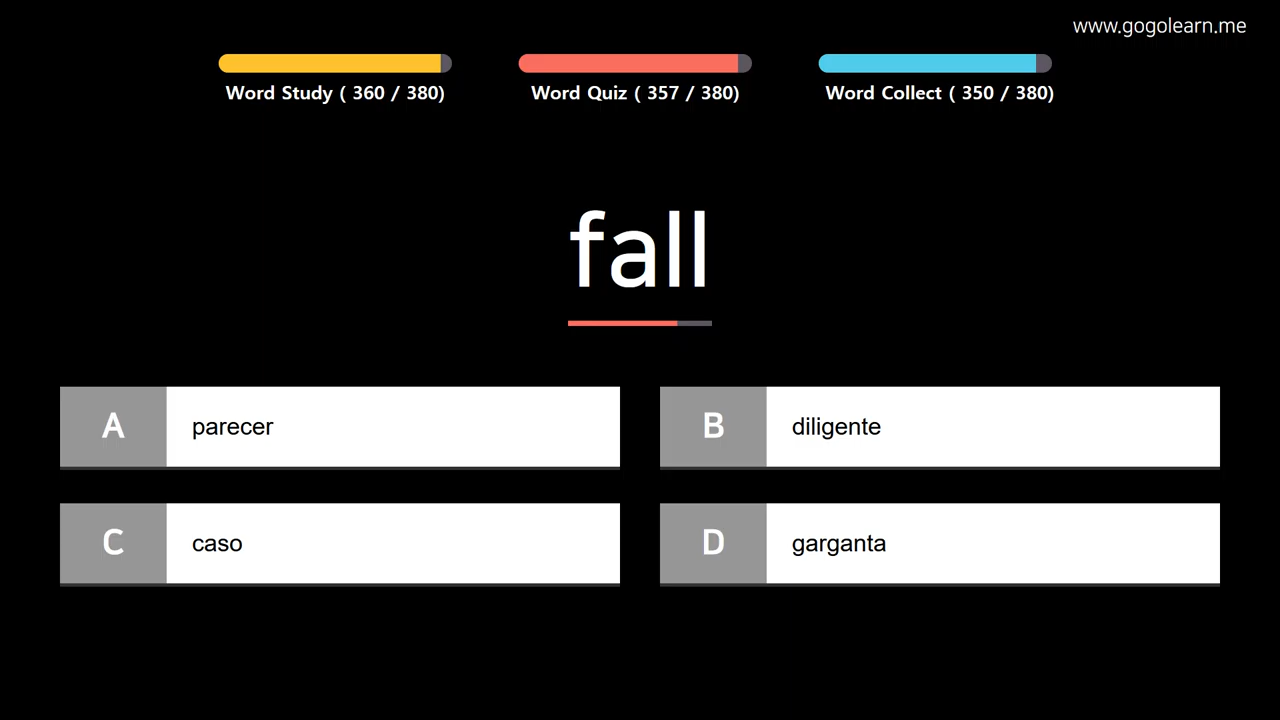 www.gogolearn.me
Word Study ( 360 / 380)
Word Quiz ( 357 / 380)
Word Collect ( 350 / 380)
fall
A
parecer
B
diligente
C
caso
D
garganta